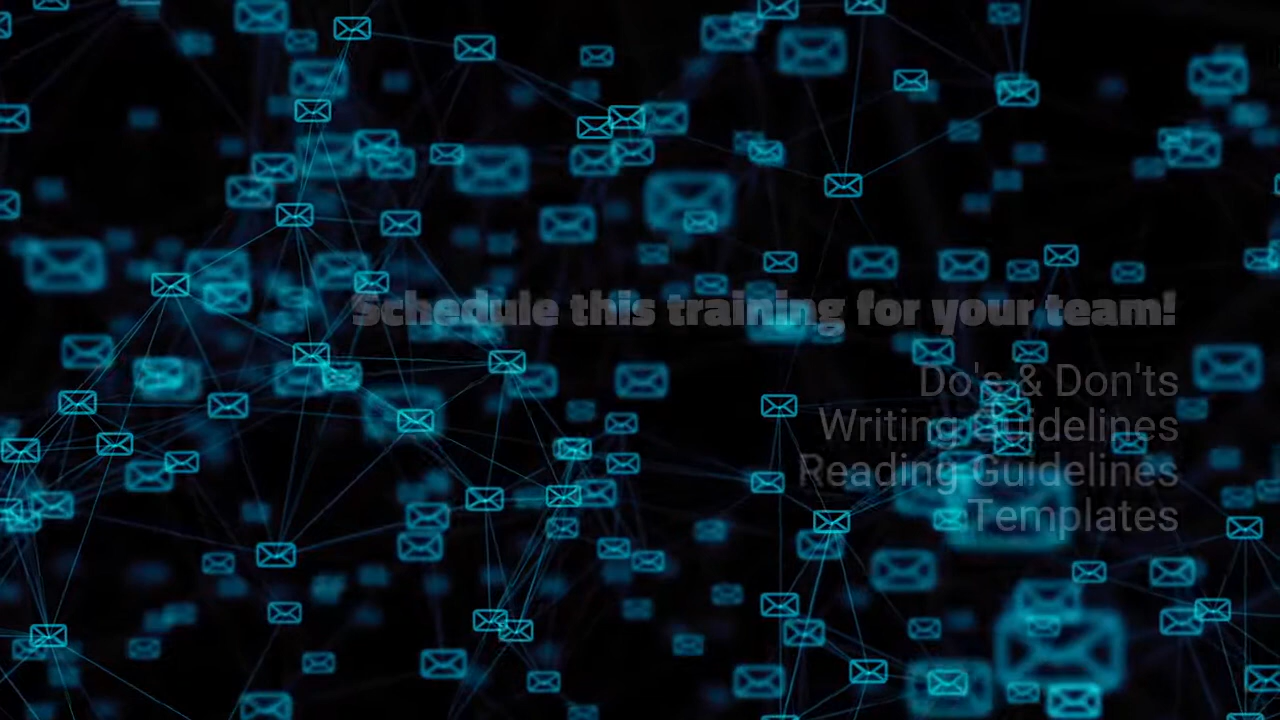 Schedule this training for your team!
Do's & Don'ts
Writing Guidelines
Reading Guidelines
Templates